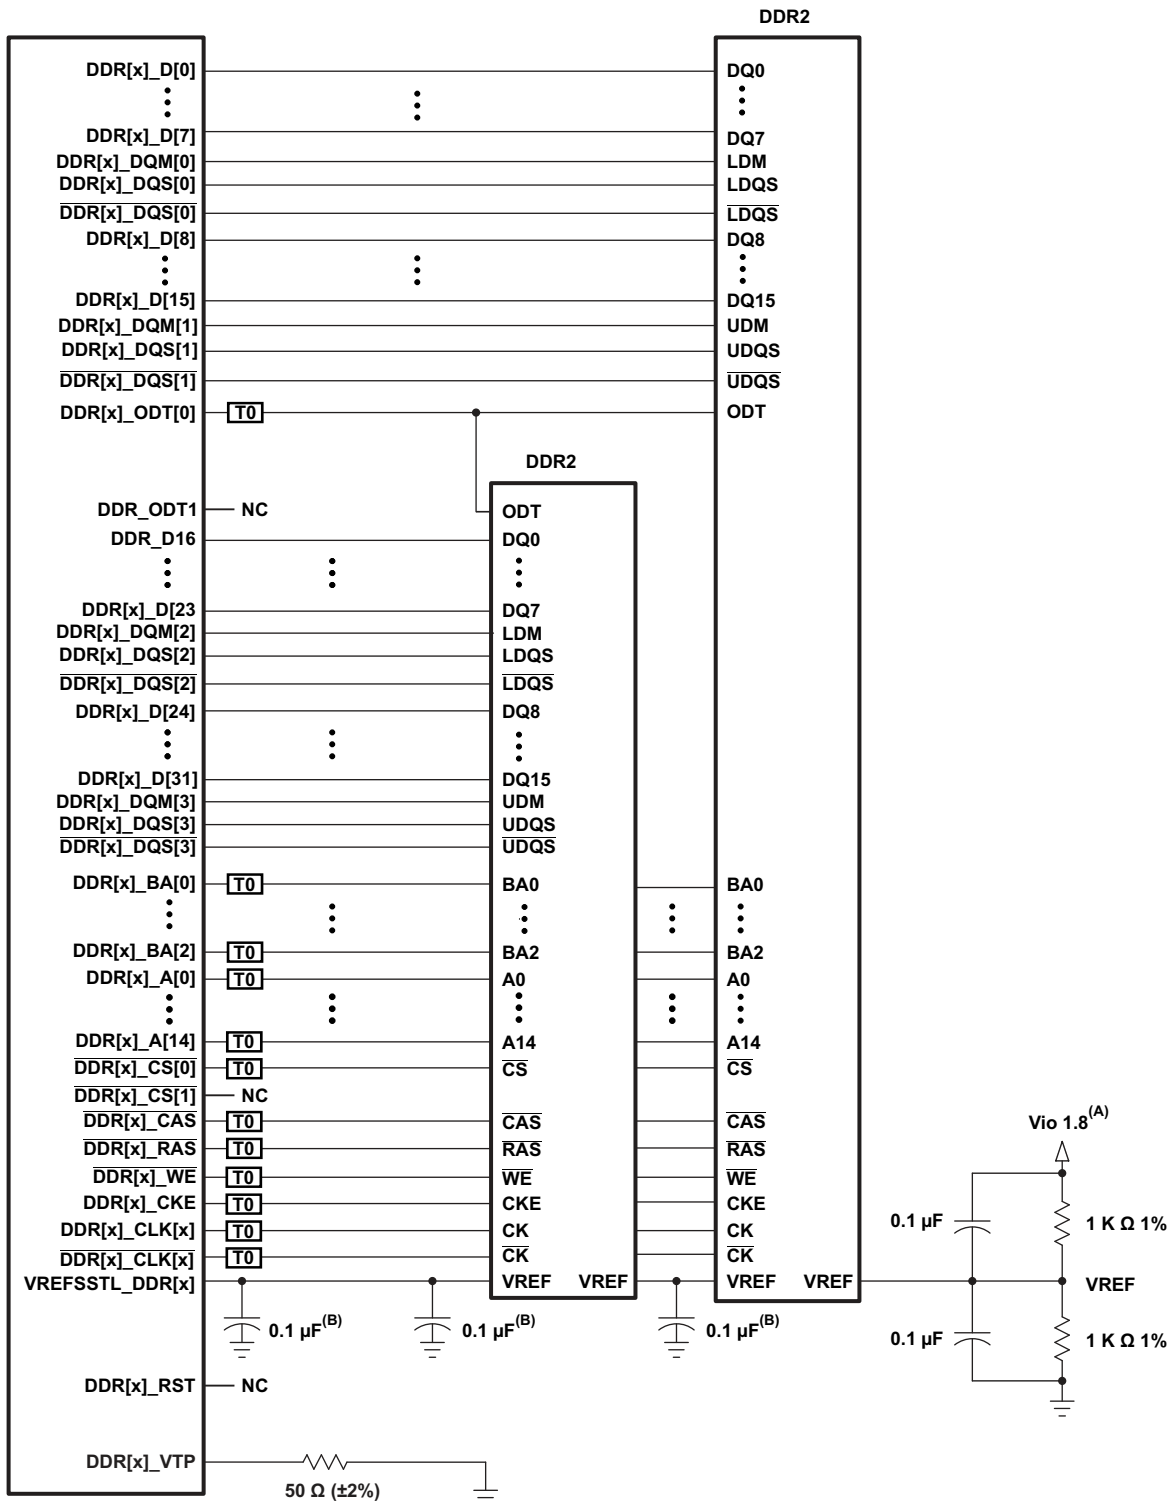 DDR2
DDR[x]_D[0] DQ0
DDR[x]_D[7] DQ7
DDR[x]_DQM[0] LDM
DDR[x]_DQS[0] LDQS
DDR[x]_DQS[0] LDQS
DDR[x]_D[8] DQ8
DDR[x]_D[15] DQ15
DDR[x]_DQM[1] UDM
DDR[x]_DQS[1] UDQS
DDR[x]_DQS[1] UDQS
DDR[x]_ODT[0] T0 ODT
DDR2
DDR_ODT1 NC ODT
DDR_D16 DQ0
DDR[x]_D[23 DQ7
DDR[x]_DQM[2] LDM
DDR[x]_DQS[2] LDQS
DDR[x]_DQS[2] LDQS
DDR[x]_D[24] DQ8
DDR[x]_D[31] DQ15
DDR[x]_DQM[3] UDM
DDR[x]_DQS[3] UDQS
DDR[x]_DQS[3] UDQS
DDR[x]_BA[0] T0 BA0 BA0
DDR[x]_BA[2] T0 BA2 BA2
DDR[x]_A[0] T0 A0 A0
DDR[x]_A[14] T0 A14 A14
DDR[x]_CS[0] T0 CS CS
DDR[x]_CS[1] NC
DDR[x]_CAS T0 CAS CAS
Vio 1.8(A)
DDR[x]_RAS T0 RAS RAS
DDR[x]_WE T0 WE WE
DDR[x]_CKE T0 CKE CKE
0.1 µF 1 K Ω 1%
DDR[x]_CLK[x] T0 CK CK
DDR[x]_CLK[x] T0 CK CK
VREFSSTL_DDR[x] VREF VREF VREF VREF VREF
0.1 µF(B) 0.1 µF(B) 0.1 µF(B) 0.1 µF 1 K Ω 1%
DDR[x]_RST NC
DDR[x]_VTP
50 Ω (±2%)